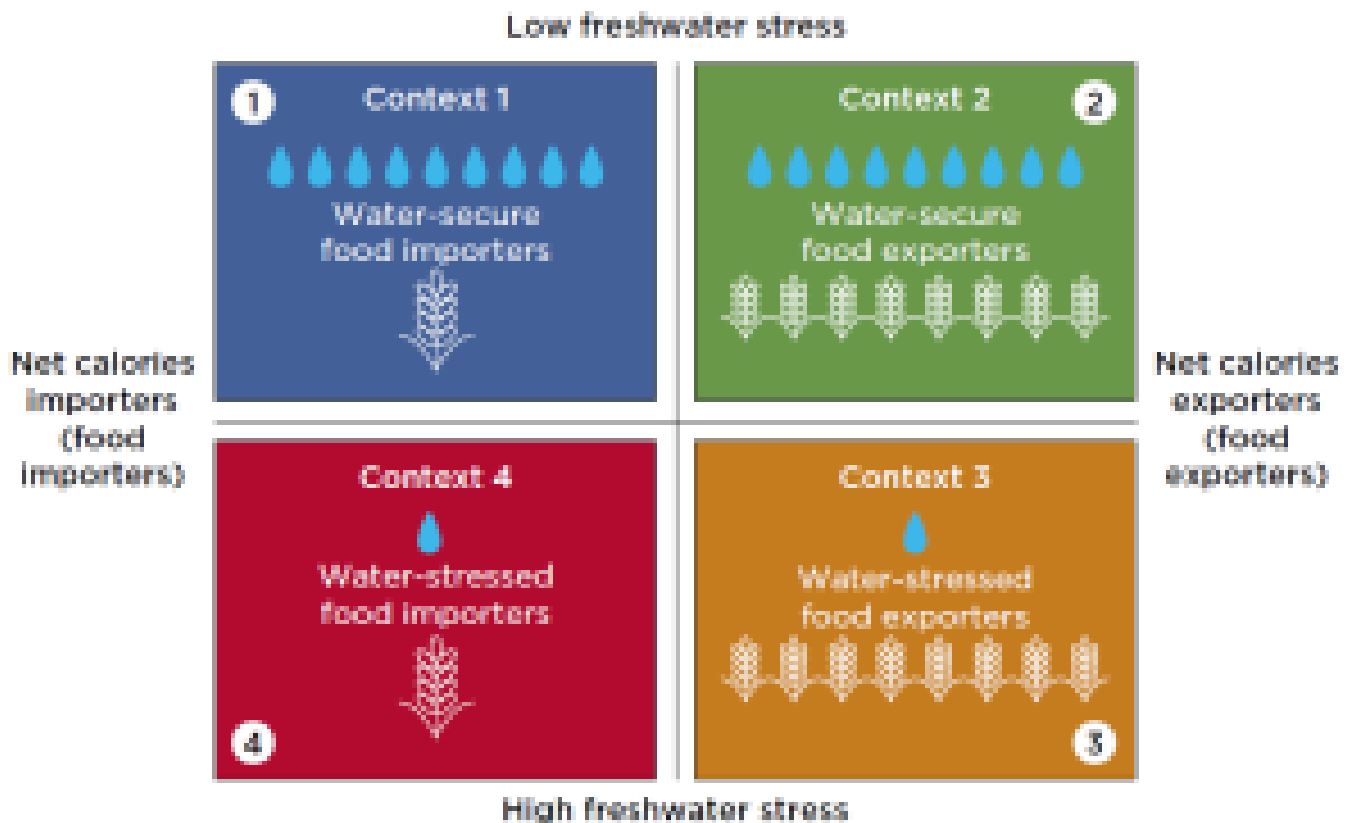 Low freshwater stress
1
Context 1
Water-secure
food importers
Context 2
2
Water-secure
food exporters
Net calories
importers
(food
importers)
Net calories
exporters
(food
exporters)
Context 4
Water-stressed
food importers
4
Context 3
Water-stressed
food exporters
3
High freshwater stress